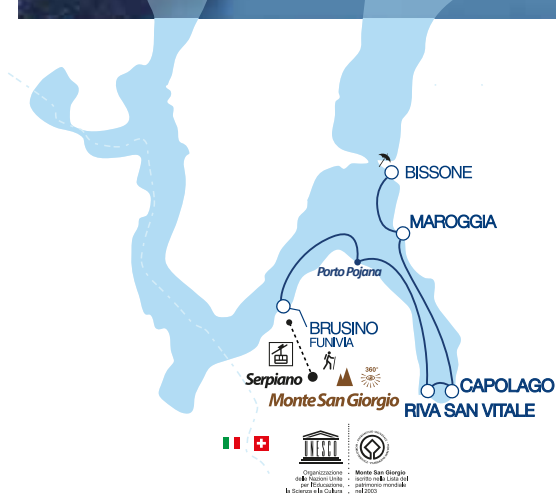 BISSONE
MAROGGIA
Porto Pojana
BRUSINO
FUNIVIA
360°
Serpiano
Monte San Giorgio
CAPOLAGO
RIVA SAN VITALE
UNESCO
Organizzazione
delle Nazioni Unite
per l'Educazione,
la Scienza e la Cultura
Monte San Giorgio
iscritto nella Lista del
patrimonio mondiale
nel 2003